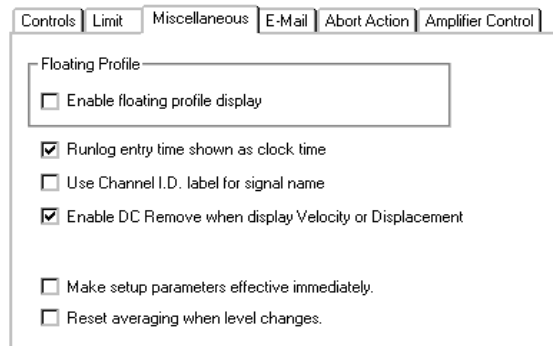 Controls Limit Miscellaneous E-Mail Abort Action Amplifier Control
Floating Profile
Enable floating profile display
Runlog entry time shown as clock time
Use Channel I.D. label for signal name
Enable DC Remove when display Velocity or Displacement
Make setup parameters effective immediately.
Reset averaging when level changes.